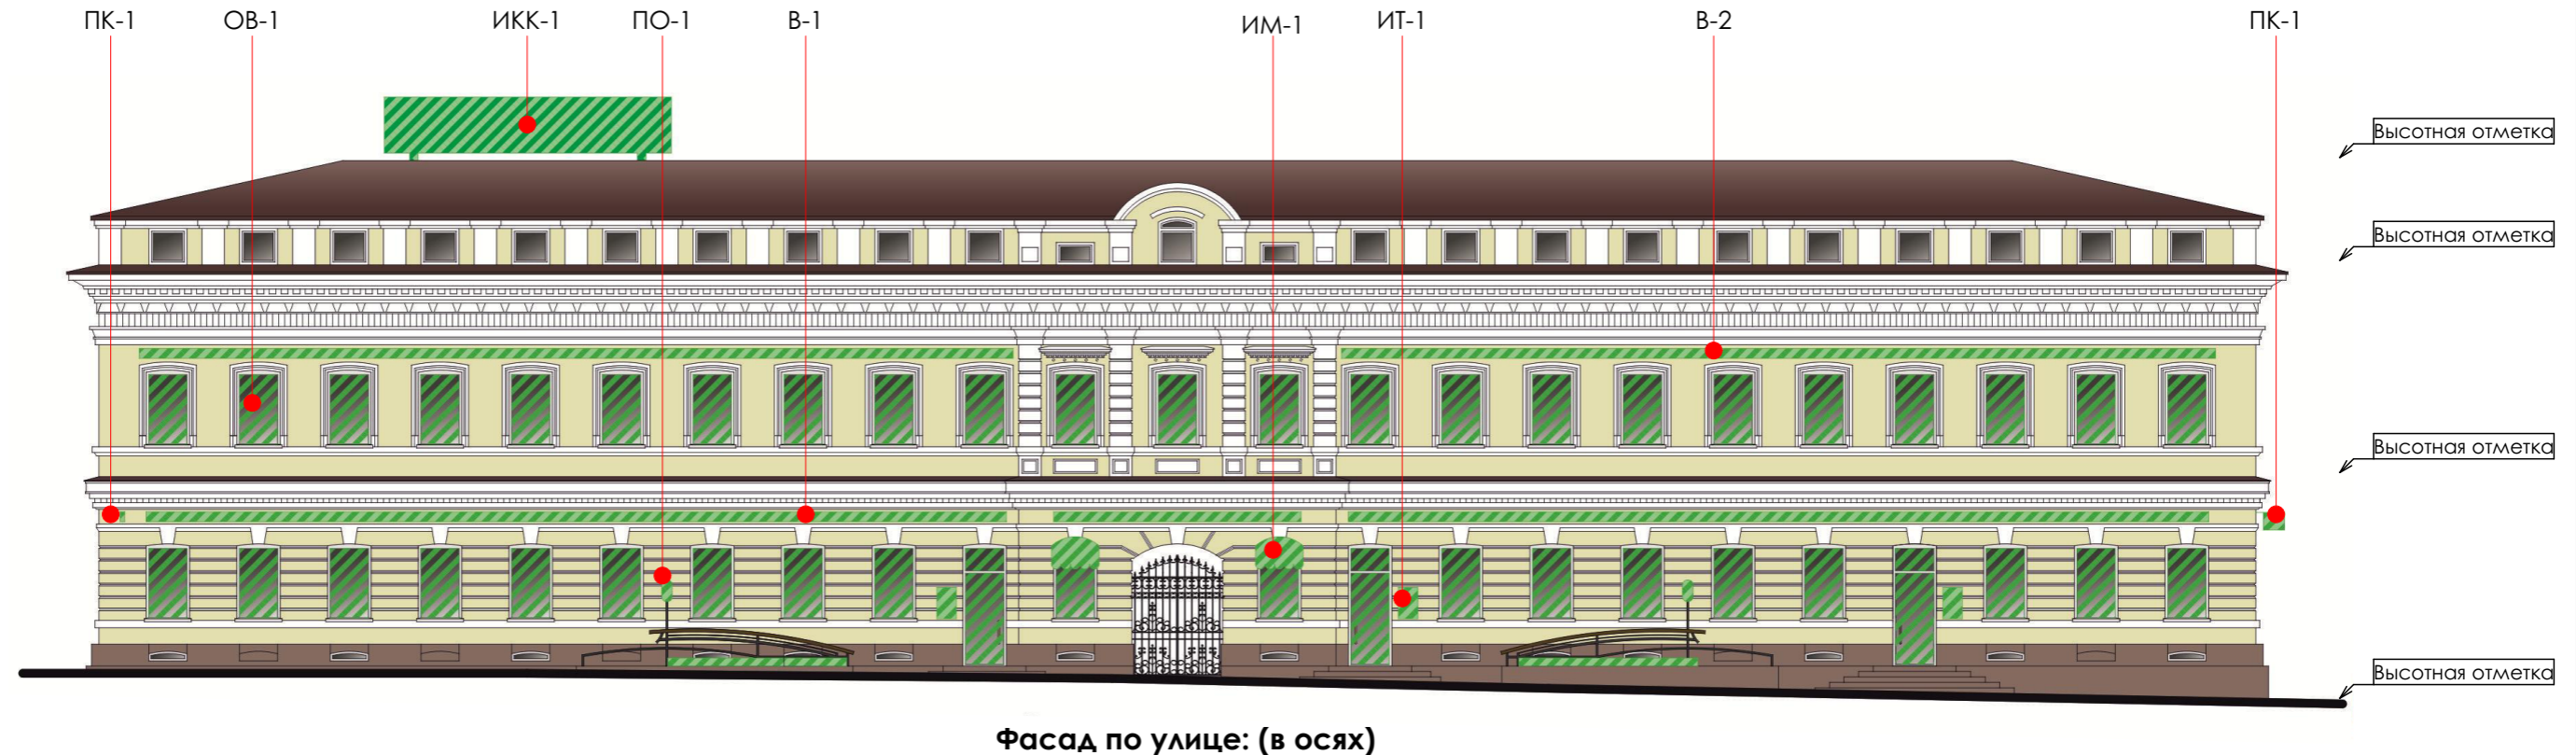 ПК-1 ОВ-1 ИКК-1 ПО-1 В-1 ИМ-1 ИТ-1 В-2 ПК-1
Высотная отметка
Высотная отметка
Высотная отметка
Высотная отметка
Фасад по улице: (в осях)